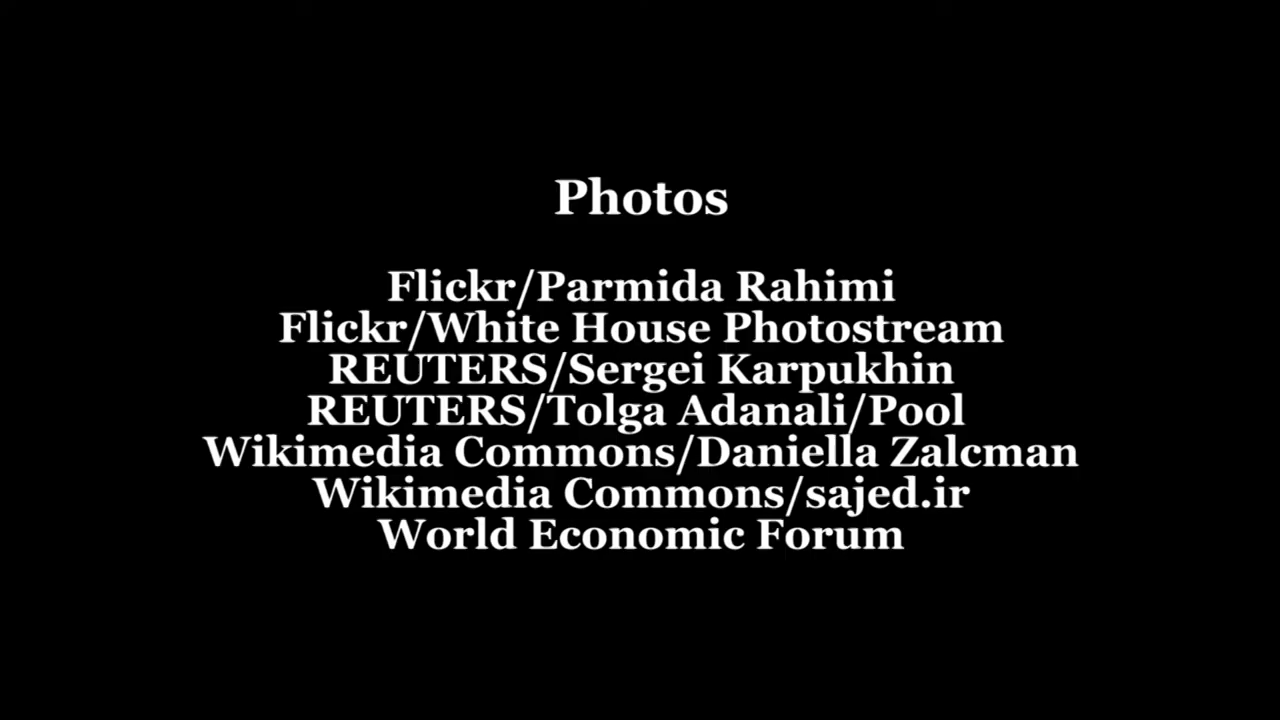 Photos
Flickr/Parmida Rahimi
Flickr/White House Photostream
REUTERS/Sergei Karpukhin
REUTERS/Tolga Adanali/Pool
Wikimedia Commons/Daniella Zalcman
Wikimedia Commons/sajed.ir
World Economic Forum